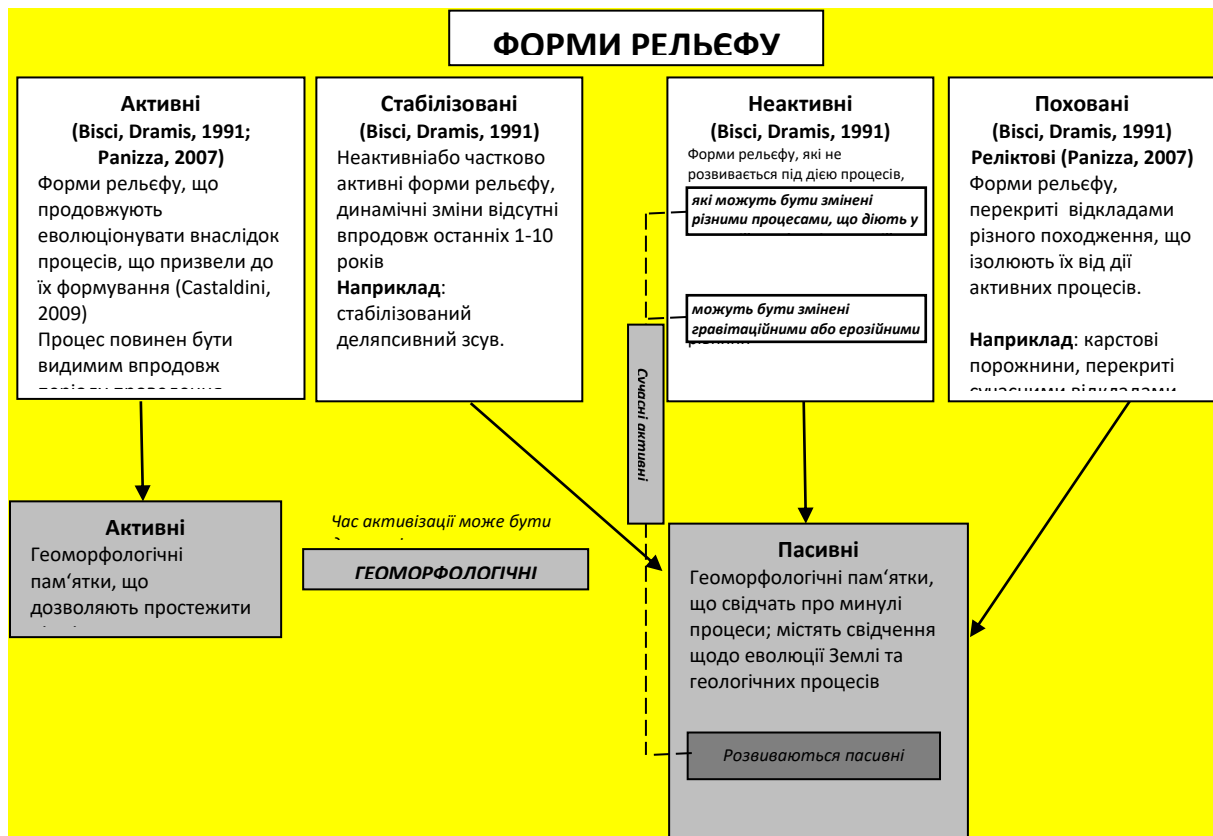 ФОРМИ РЕЛЬЄФУ
Активні
(Bisci, Dramis, 1991;
Panizza, 2007)
Форми рельєфу, що
продовжують
еволюціонувати внаслідок
процесів, що призвели до
їх формування (Castaldini,
2009)
Процес повинен бути
видимим впродовж
періоду проведення
Стабілізовані
(Bisci, Dramis, 1991)
Неактивніабо частково
активні форми рельєфу,
динамічні зміни відсутні
впродовж останніх 1-10
років
Наприклад:
стабілізований
деляпсивний зсув.
Неактивні
(Bisci, Dramis, 1991)
Форми рельєфу, які не
розвивається під дією процесів,
які можуть бути змінені
різними процесами, що діють у
можуть бути змінені
гравітаційними або ерозійними
Поховані
(Bisci, Dramis, 1991)
Реліктові (Panizza, 2007)
Форми рельєфу,
перекриті відкладами
різного походження, що
ізолюють їх від дії
активних процесів.
Наприклад: карстові
порожнини, перекриті
сучасними відкладами
Сучасні активні
Активні
Геоморфологічні
пам‘ятки, що
дозволяють простежити
Час активізації може бути
ГЕОМОРФОЛОГІЧНІ
Пасивні
Геоморфологічні пам‘ятки,
що свідчать про минулі
процеси; містять свідчення
щодо еволюції Землі та
геологічних процесів
Розвиваються пасивні